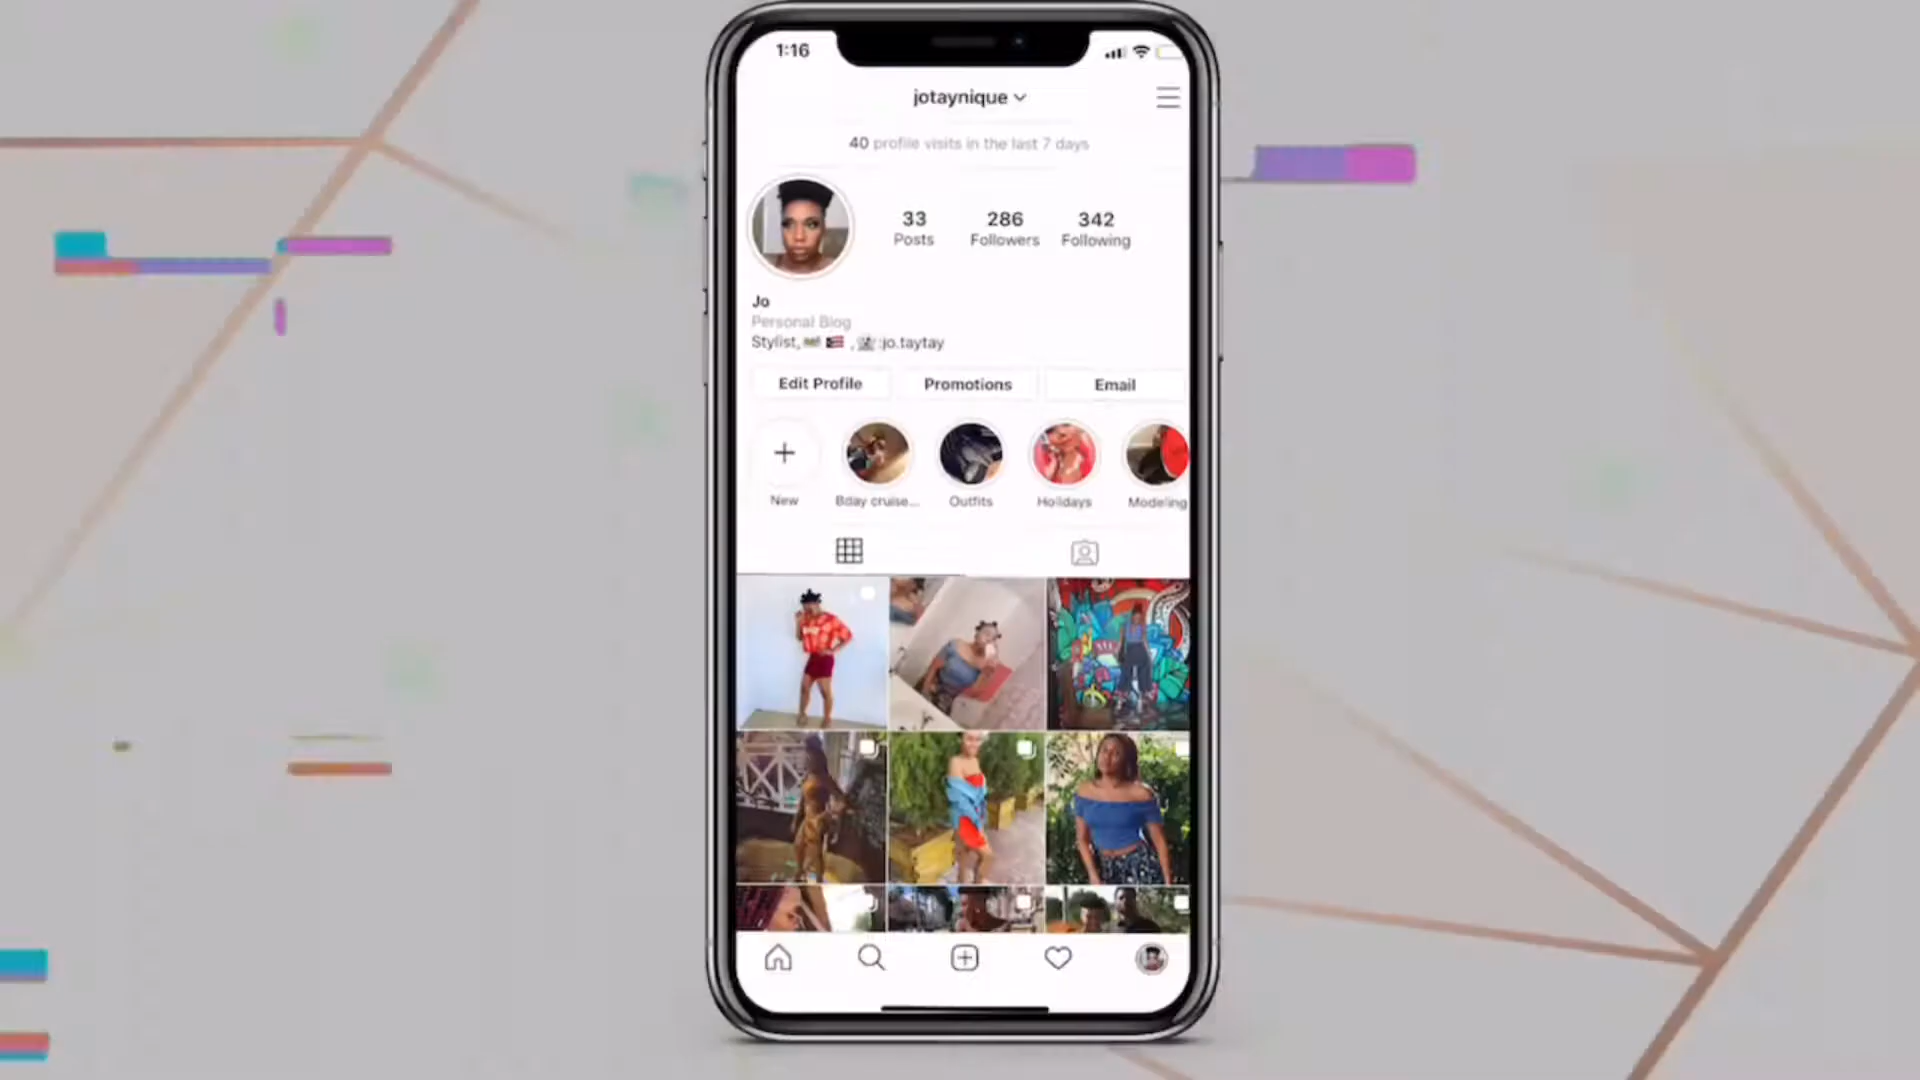 1:16
jotaynique
40 profile visits in the last 7 days
33 286 342
Posts Followers Following
Jo
Personal Blog
Stylist, , :jo.taytay
Edit Profile Promotions Email
New Bday cruise... Outfits Holidays Modeling